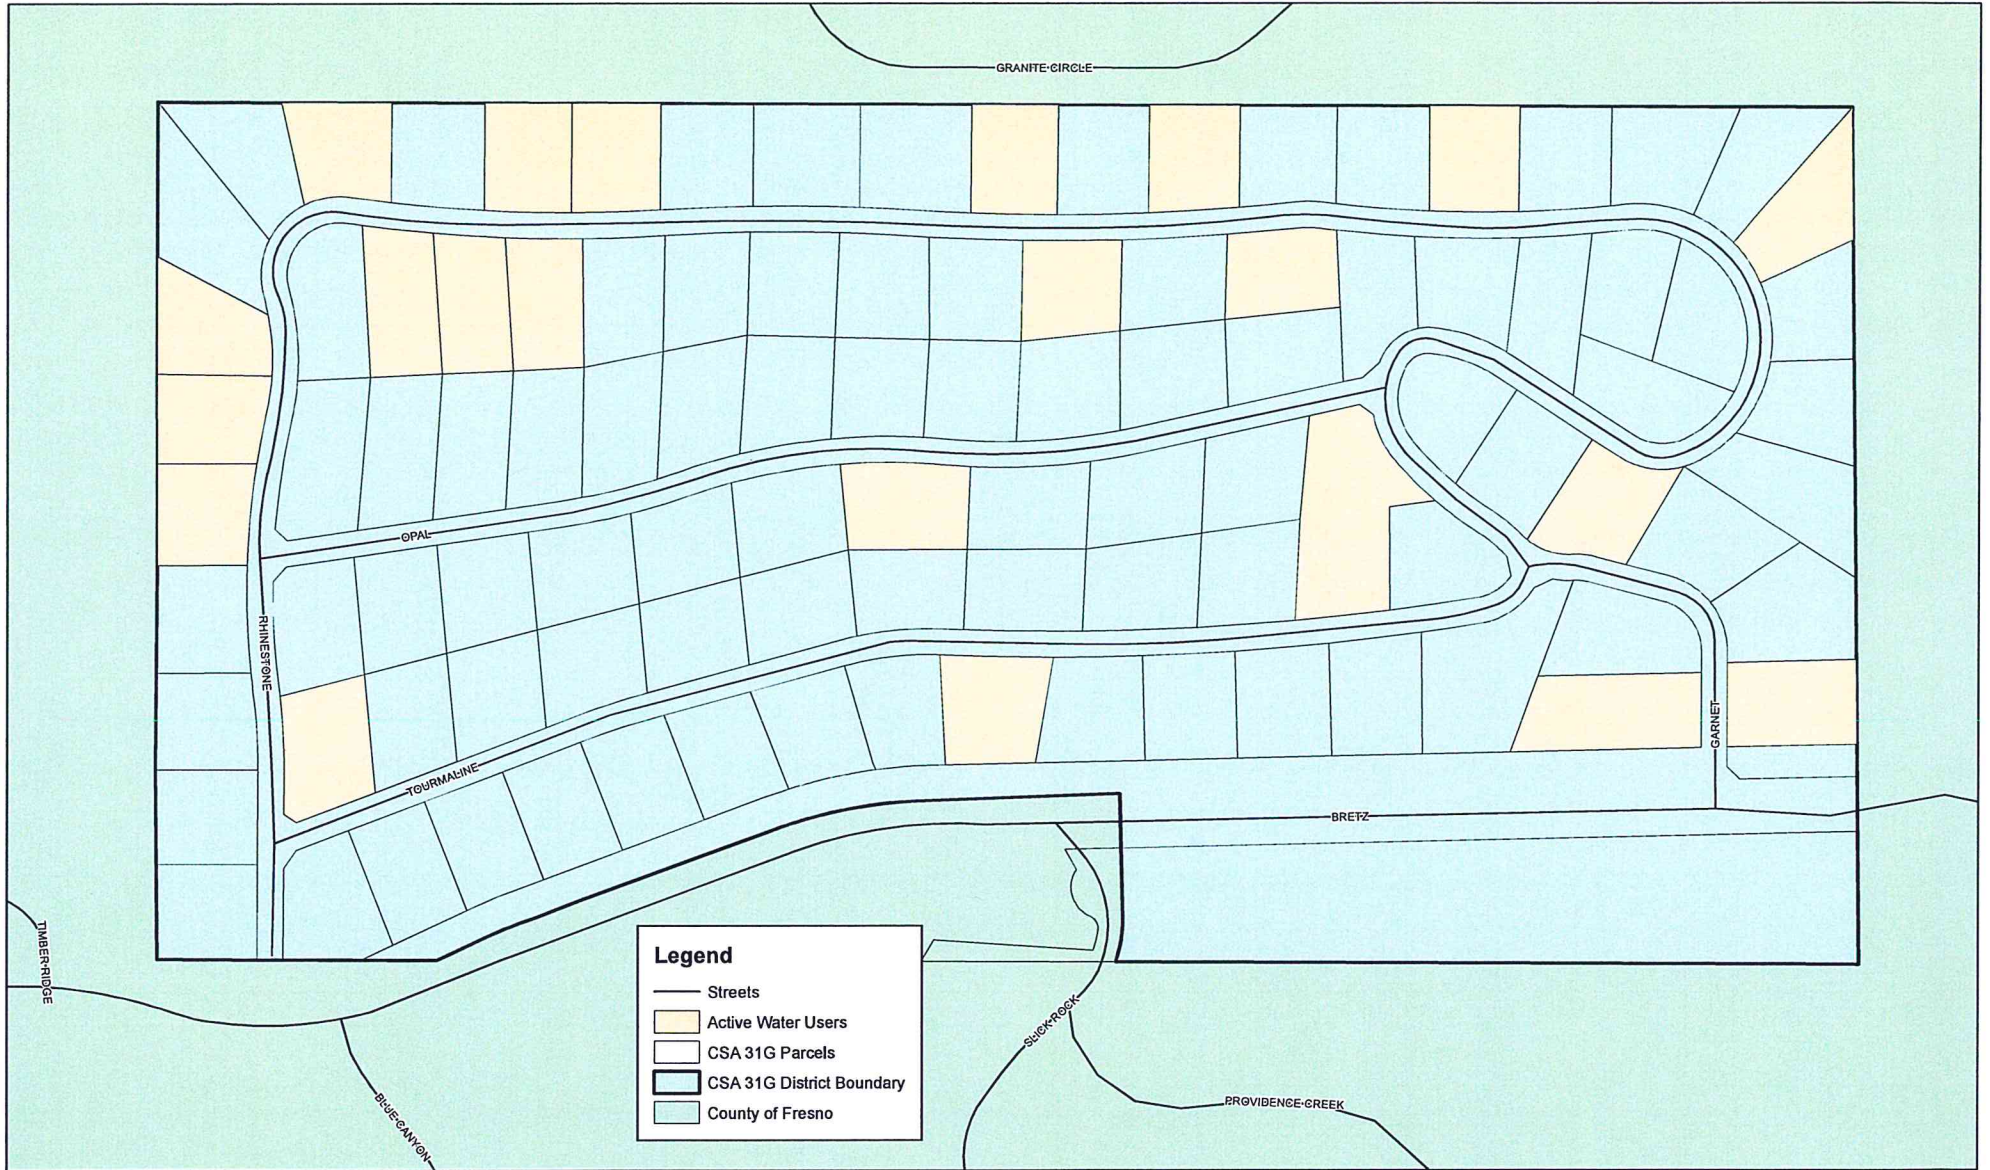 GRANITE CIRCLE
OPAL
RHINESTONE
TOURMALINE
GARNET
BRETZ
TIMBER RIDGE
BLUE CANYON
SLICK ROCK
PROVIDENCE CREEK
Legend
Streets
Active Water Users
CSA 31G Parcels
CSA 31G District Boundary
County of Fresno